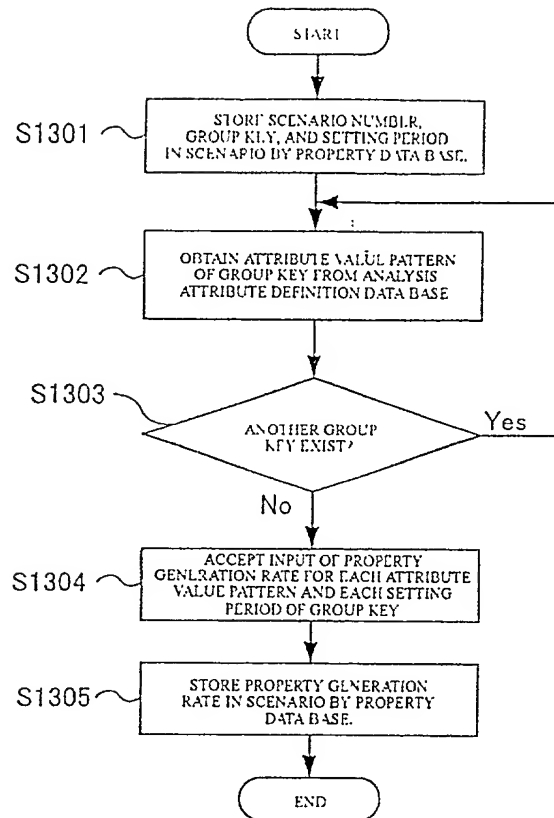 START
S1301
STORE SCENARIO NUMBER,
GROUP KEY, AND SETTING PERIOD
IN SCENARIO BY PROPERTY DATA BASE.
S1302
OBTAIN ATTRIBUTE VALUE PATTERN
OF GROUP KEY FROM ANALYSIS
ATTRIBUTE DEFINITION DATA BASE
S1303
ANOTHER GROUP
KEY EXIST?
Yes
No
S1304
ACCEPT INPUT OF PROPERTY
GENERATION RATE FOR EACH ATTRIBUTE
VALUE PATTERN AND EACH SETTING
PERIOD OF GROUP KEY
S1305
STORE PROPERTY GENERATION
RATE IN SCENARIO BY PROPERTY
DATA BASE.
END